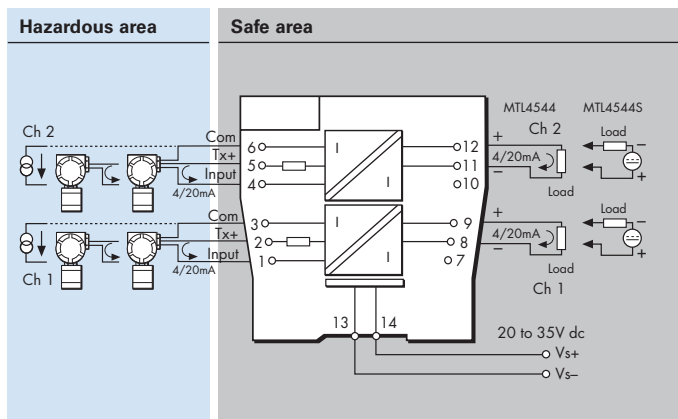 Hazardous area
Safe area
MTL4544 MTL4544S
Ch 2
Com
Tx+
Input
4/20mA
6
5
4
I
I
12
11
10
+
4/20mA
–
Ch 2
Load
Load
–
+
Ch 1
Com
Tx+
Input
4/20mA
3
2
1
I
I
9
8
7
+
4/20mA
–
Load
Ch 1
Load
–
+
13 14
20 to 35V dc
Vs+
Vs–